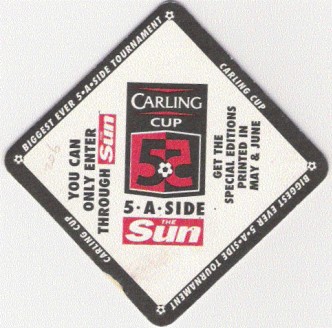 BIGGEST EVER 5•A•SIDE TOURNAMENT
CARLING CUP
CARLING
CUP
5•A•SIDE
THE
Sun
YOU CAN
ONLY ENTER
THROUGH THE Sun
GET THE
SPECIAL EDITIONS
PRINTED IN
MAY & JUNE
CARLING CUP
BIGGEST EVER 5•A•SIDE TOURNAMENT